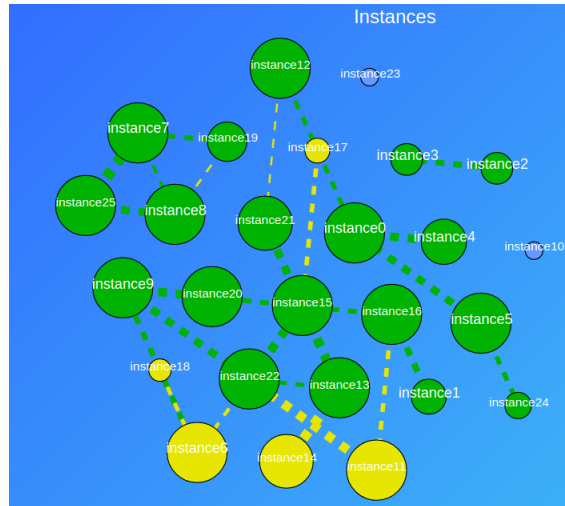 Instances
instance12
instance23
instance7
instance19
instance17
instance3
instance2
instance25
instance8
instance21
instance0
instance4
instance10
instance9
instance20
instance15
instance16
instance5
instance18
instance22
instance13
instance1
instance24
instance6
instance14
instance11